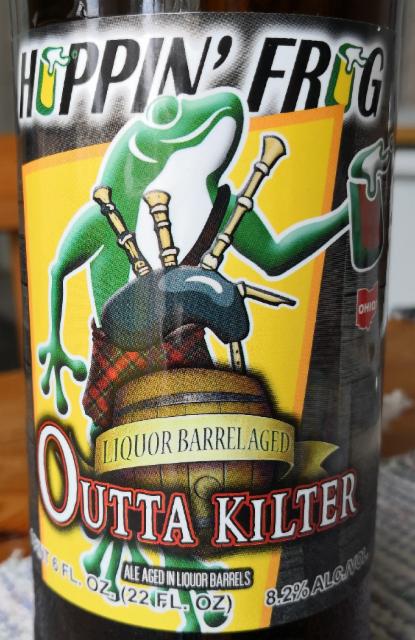 HOPPIN' FROG
OHIO
LIQUOR BARREL AGED
OUTTA KILTER
ALE AGED IN LIQUOR BARRELS
6 FL. OZ. (22 FL. OZ) 8.2% ALC./VOL.